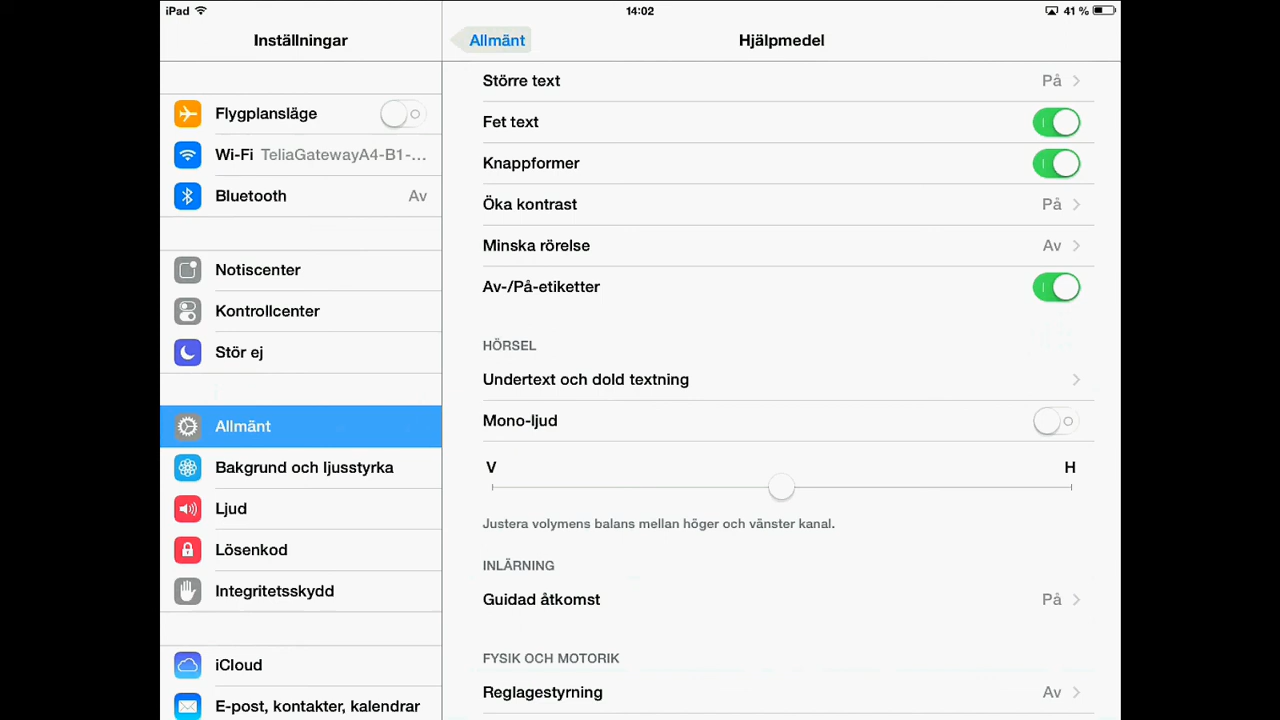 iPad 14:02 41 %
Inställningar
Flygplansläge
Wi-Fi TeliaGatewayA4-B1-...
Bluetooth Av
Notiscenter
Kontrollcenter
Stör ej
Allmänt
Bakgrund och ljusstyrka
Ljud
Lösenkod
Integritetsskydd
iCloud
E-post, kontakter, kalendrar
Allmänt Hjälpmedel
Större text På
Fet text
Knappformer
Öka kontrast På
Minska rörelse Av
Av-/På-etiketter
HÖRSEL
Undertext och dold textning
Mono-ljud
V H
Justera volymens balans mellan höger och vänster kanal.
INLÄRNING
Guidad åtkomst På
FYSIK OCH MOTORIK
Reglagestyrning Av